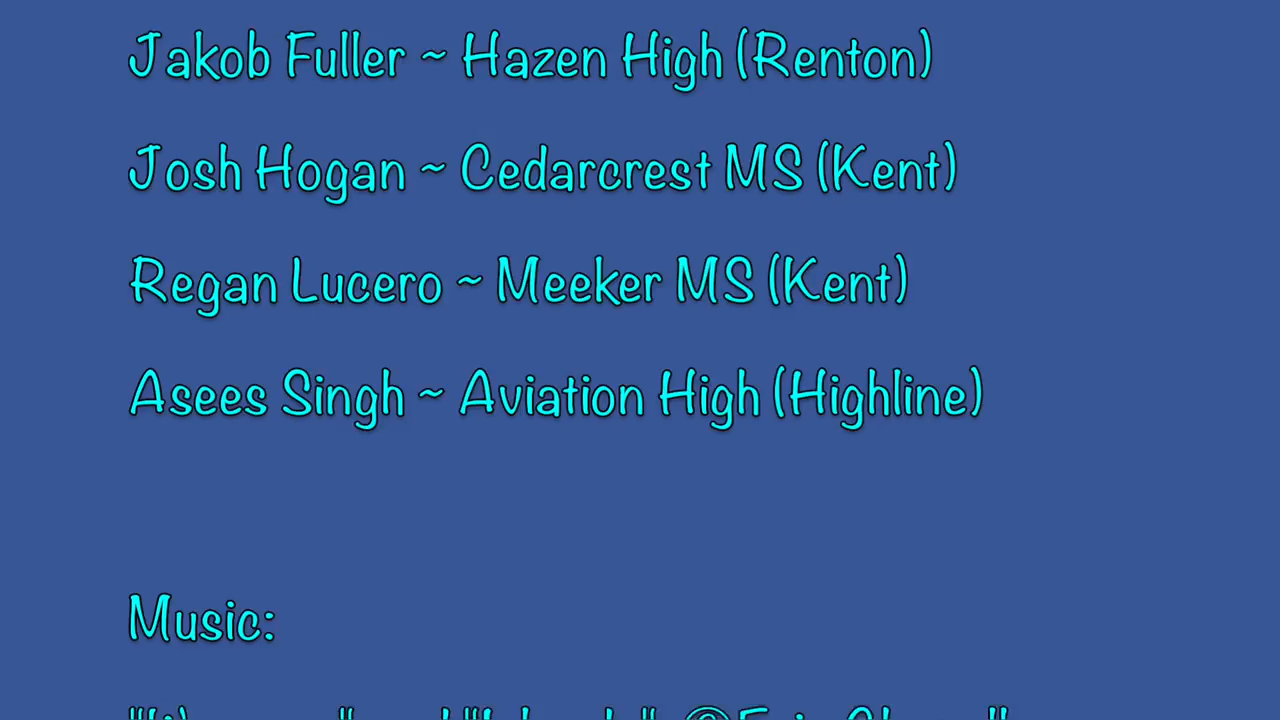 Jakob Fuller ~ Hazen High (Renton)
Josh Hogan ~ Cedarcrest MS (Kent)
Regan Lucero ~ Meeker MS (Kent)
Asees Singh ~ Aviation High (Highline)
Music: